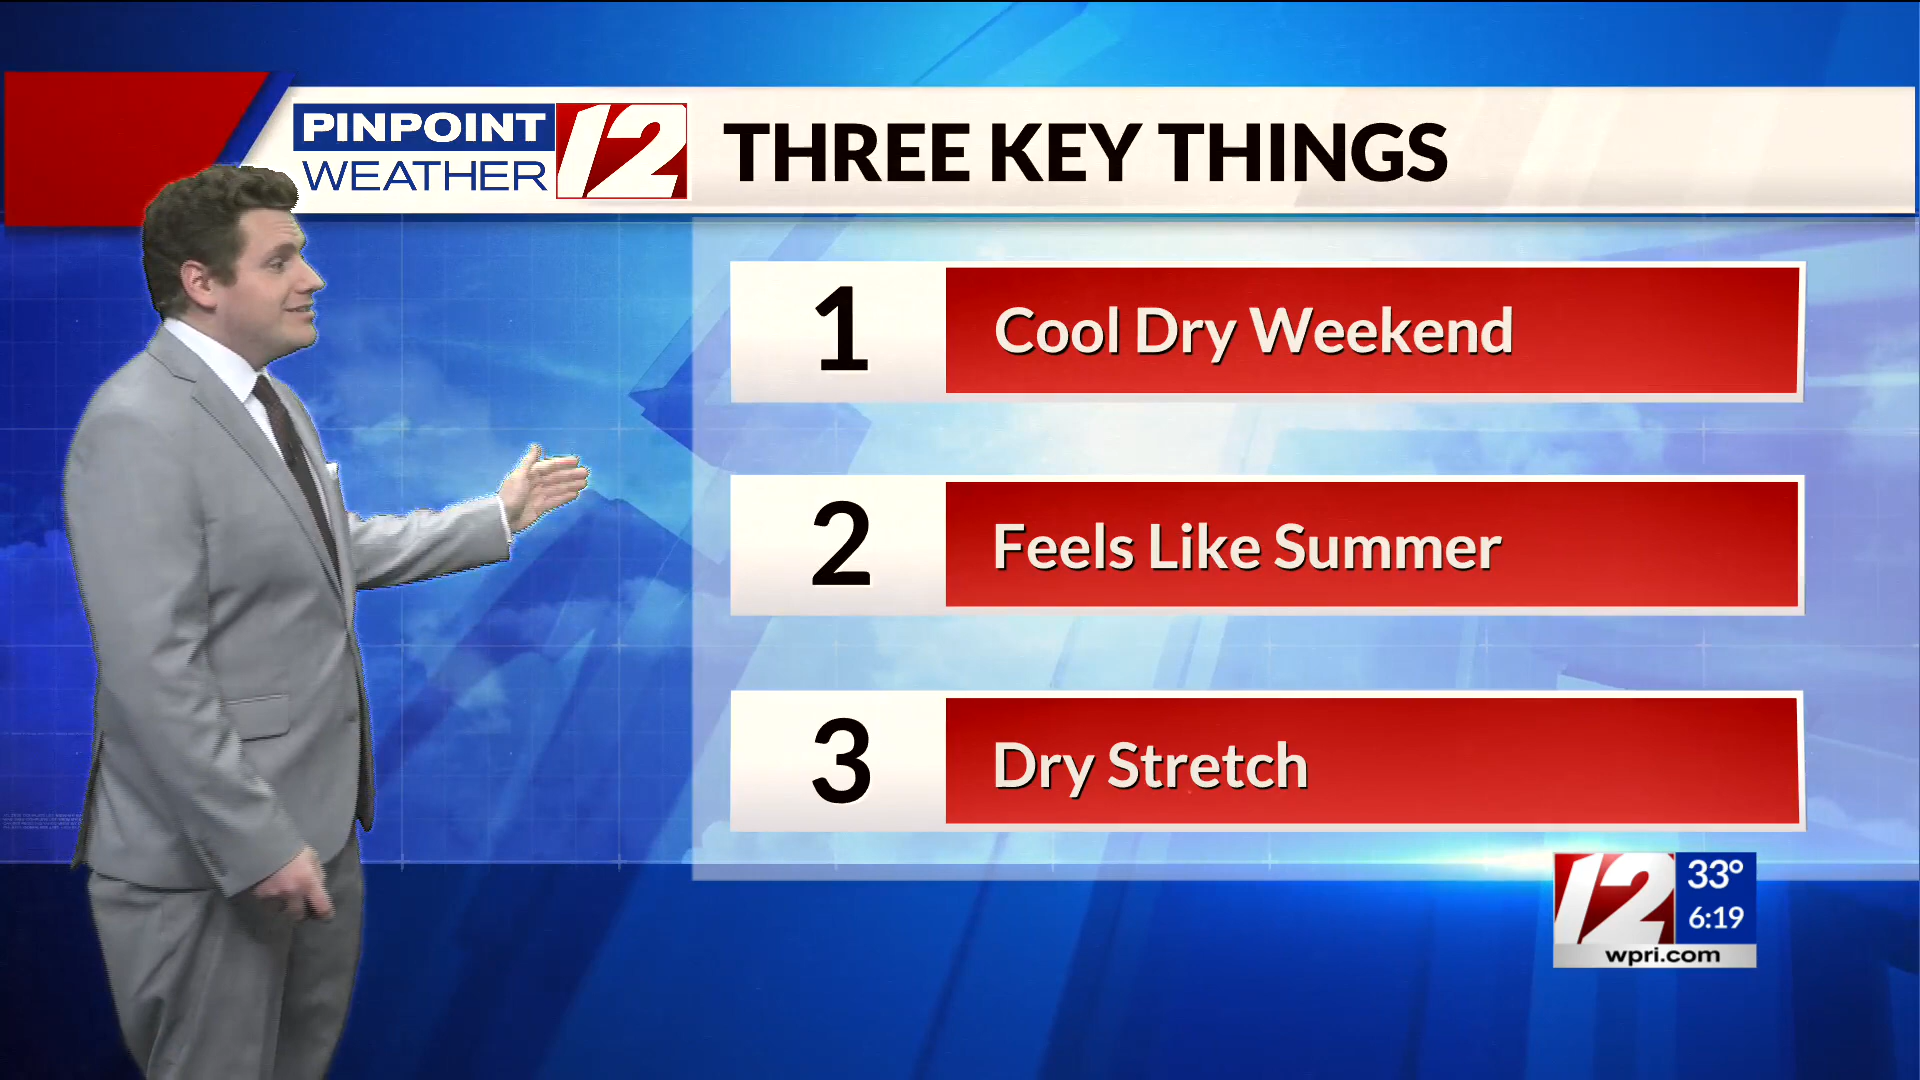 PINPOINT
WEATHER
12
THREE KEY THINGS
1
Cool Dry Weekend
2
Feels Like Summer
3
Dry Stretch
12
33°
6:19
wpri.com